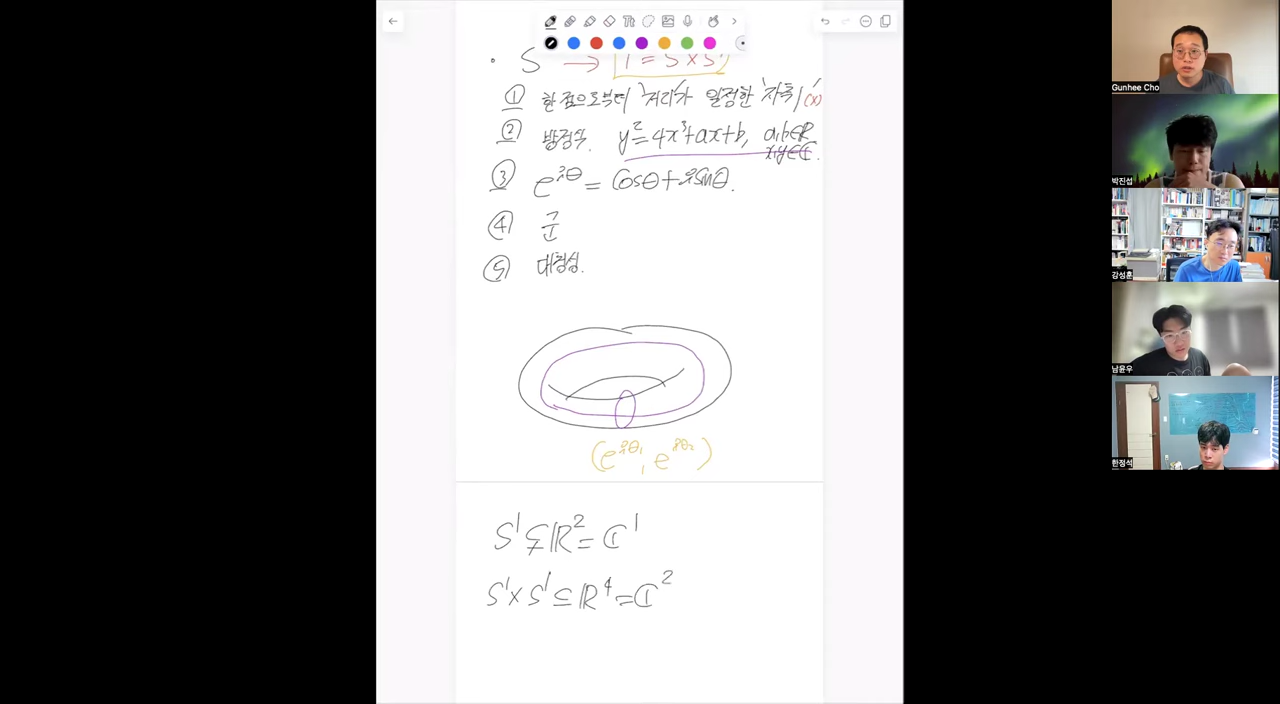 · S → T = S¹×S¹
① 한 점으로부터 '거리'가 일정한 '자취' (x)
② 방정식. y²=4x³+ax+b, a,b∈ℝ
x,y∈ℂ.
③ e^{iθ} = cosθ+isinθ.
④ 군
⑤ 대칭성.
(e^{iθ₁}, e^{iθ₂})
S¹⊊ℝ²=ℂ¹
S¹×S¹⊆ℝ⁴=ℂ²
Gunhee Cho
박진섭
강성훈
남윤우
한정석